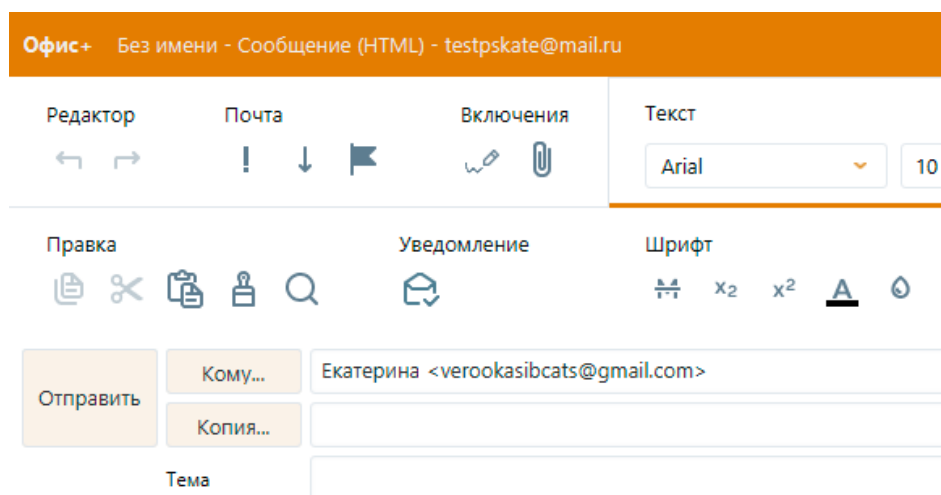 Офис+ Без имени - Сообщение (HTML) - testpskate@mail.ru
Редактор Почта Включения Текст
Arial 10
Правка Уведомление Шрифт
x2 x² A
Отправить Кому... Екатерина <verookasibcats@gmail.com>
Копия...
Тема